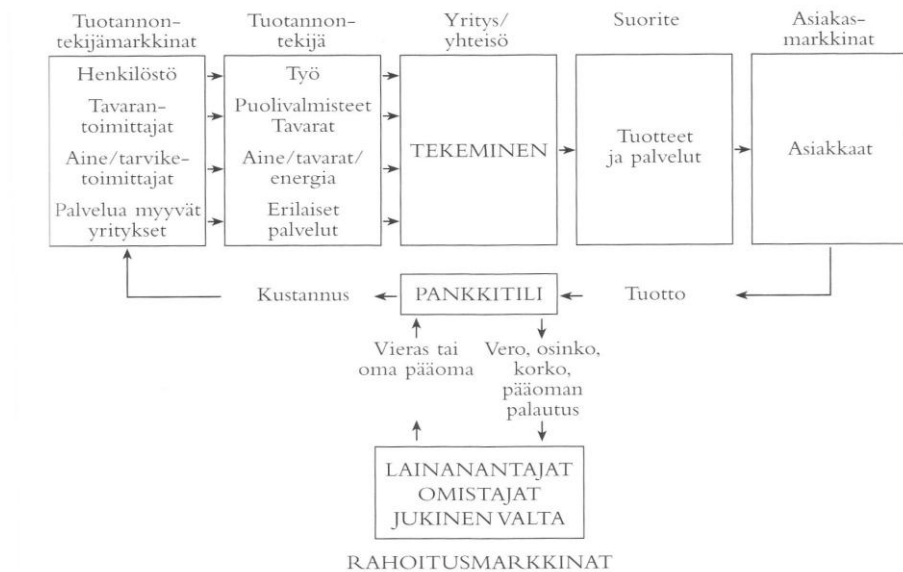 Tuotannon-
tekijämarkkinat
Tuotannon-
tekijä
Yritys/
yhteisö
Suorite
Asiakas-
markkinat
Henkilöstö
Tavaran-
toimittajat
Aine/tarvike-
toimittajat
Palvelua myyvät
yritykset
Työ
Puolivalmisteet
Tavarat
Aine/tavarat/
energia
Erilaiset
palvelut
TEKEMINEN
Tuotteet
ja palvelut
Asiakkaat
Kustannus
PANKKITILI
Tuotto
Vieras tai
oma pääoma
Vero, osinko,
korko,
pääoman
palautus
LAINANANTAJAT
OMISTAJAT
JUKINEN VALTA
RAHOITUSMARKKINAT